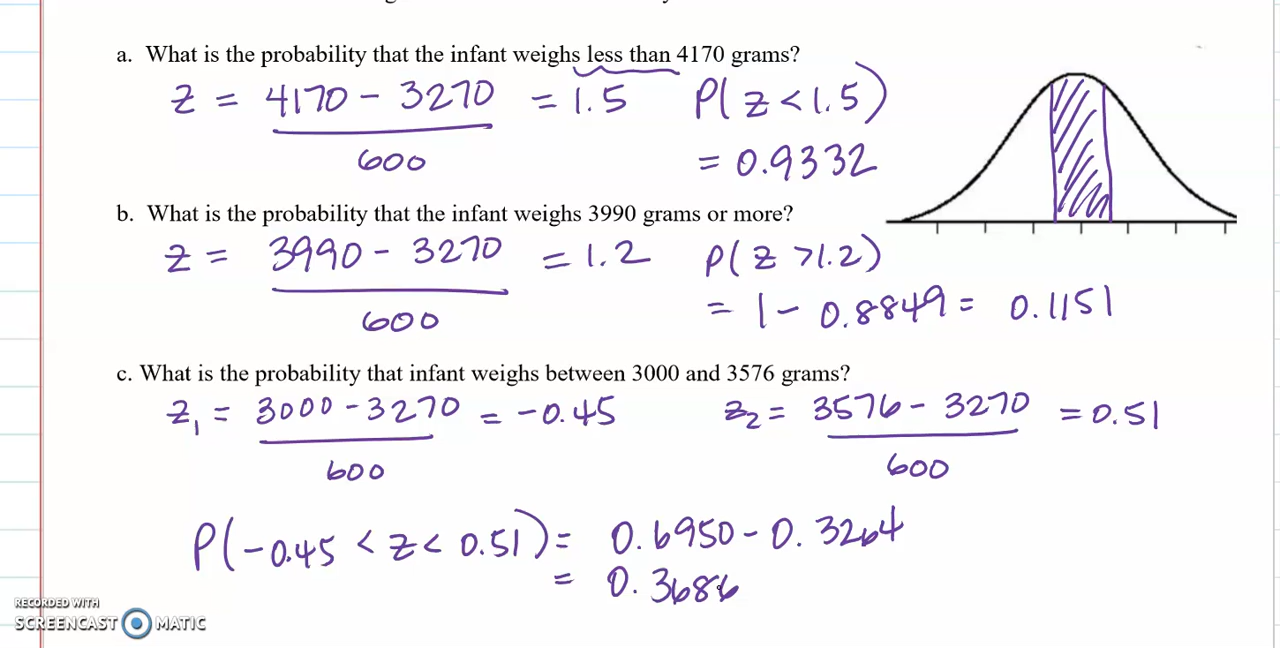 a. What is the probability that the infant weighs less than 4170 grams?
z = 4170 - 3270 = 1.5 P(z < 1.5)
600 = 0.9332
b. What is the probability that the infant weighs 3990 grams or more?
z = 3990 - 3270 = 1.2 P(z > 1.2)
600 = 1 - 0.8849 = 0.1151
c. What is the probability that infant weighs between 3000 and 3576 grams?
z1 = 3000 - 3270 = -0.45 z2 = 3576 - 3270 = 0.51
600 600
P(-0.45 < z < 0.51) = 0.6950 - 0.3264
= 0.3686
RECORDED WITH
SCREENCAST MATIC